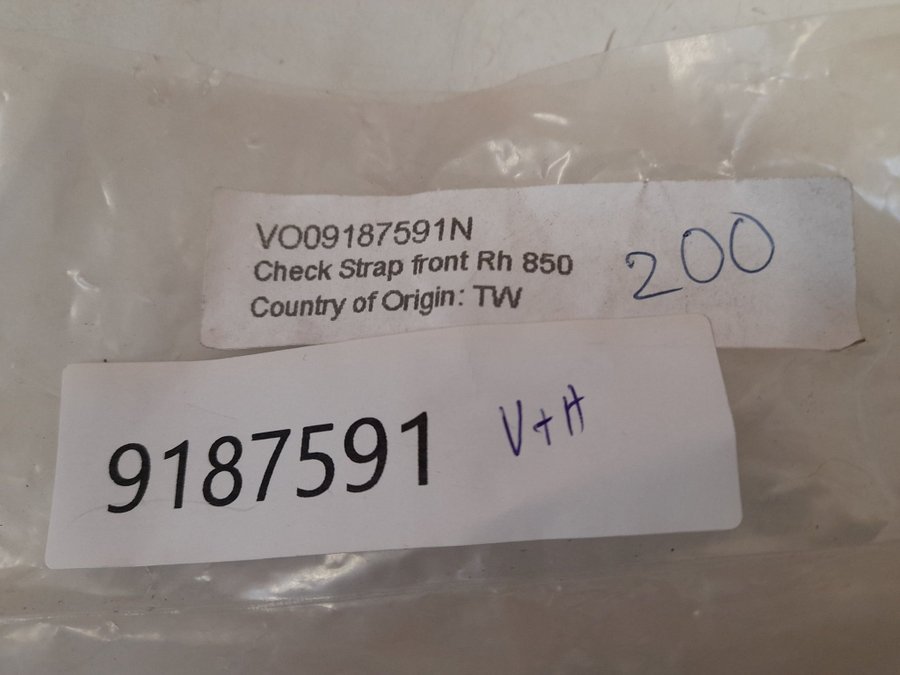 VO09187591N
Check Strap front Rh 850
Country of Origin: TW
200
9187591
V+H